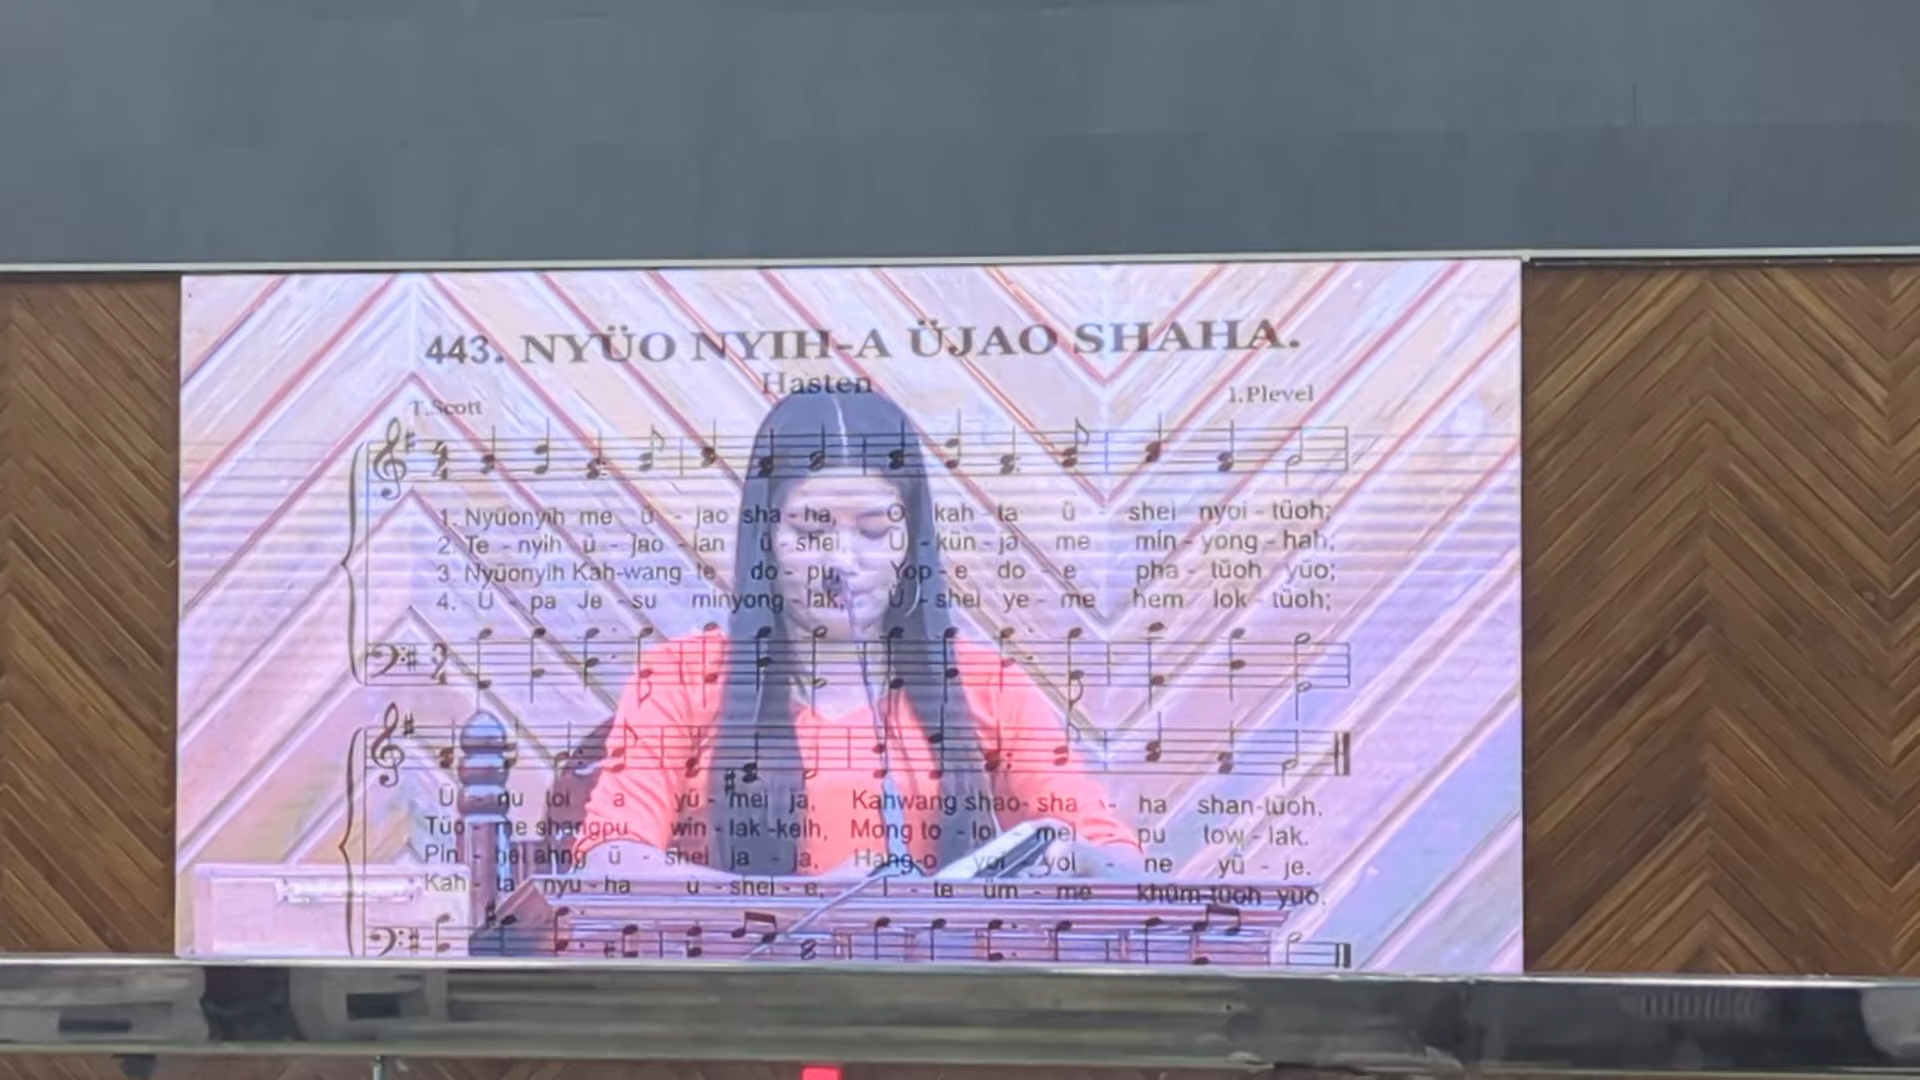 443. NYÜO NYIH-A ÜJAO SHAHA.
Hasten
T.Scott
1.Plevel
1. Nyüonyih me ü - jao sha - ha, O kah ta ü shei nyoi - tüoh;
2. Te - nyih ü - jao - lan ü - shei, Ü - kün - ja me min - yong - hah;
3. Nyüonyih Kah-wang te do - pu, Yop - e do - e pha - tüoh yüo;
4. Ü - pa Je - su minyong - lak, Ü - shei ye - me hem lok - tüoh;
Ü - nu loi a yü - mei ja, Kahwang shao- sha - ha shan-tüoh.
Tüo - me shangpu win - lak -keih, Mong to - loi mei - pu tow - lak.
Pin - hei ahng ü - shei ja - ja, Hang-o yoi - yoi - ne yü - je.
Kah - ta nyu - ha ü - shei - e, I - te üm - me khüm-tüoh yüo.